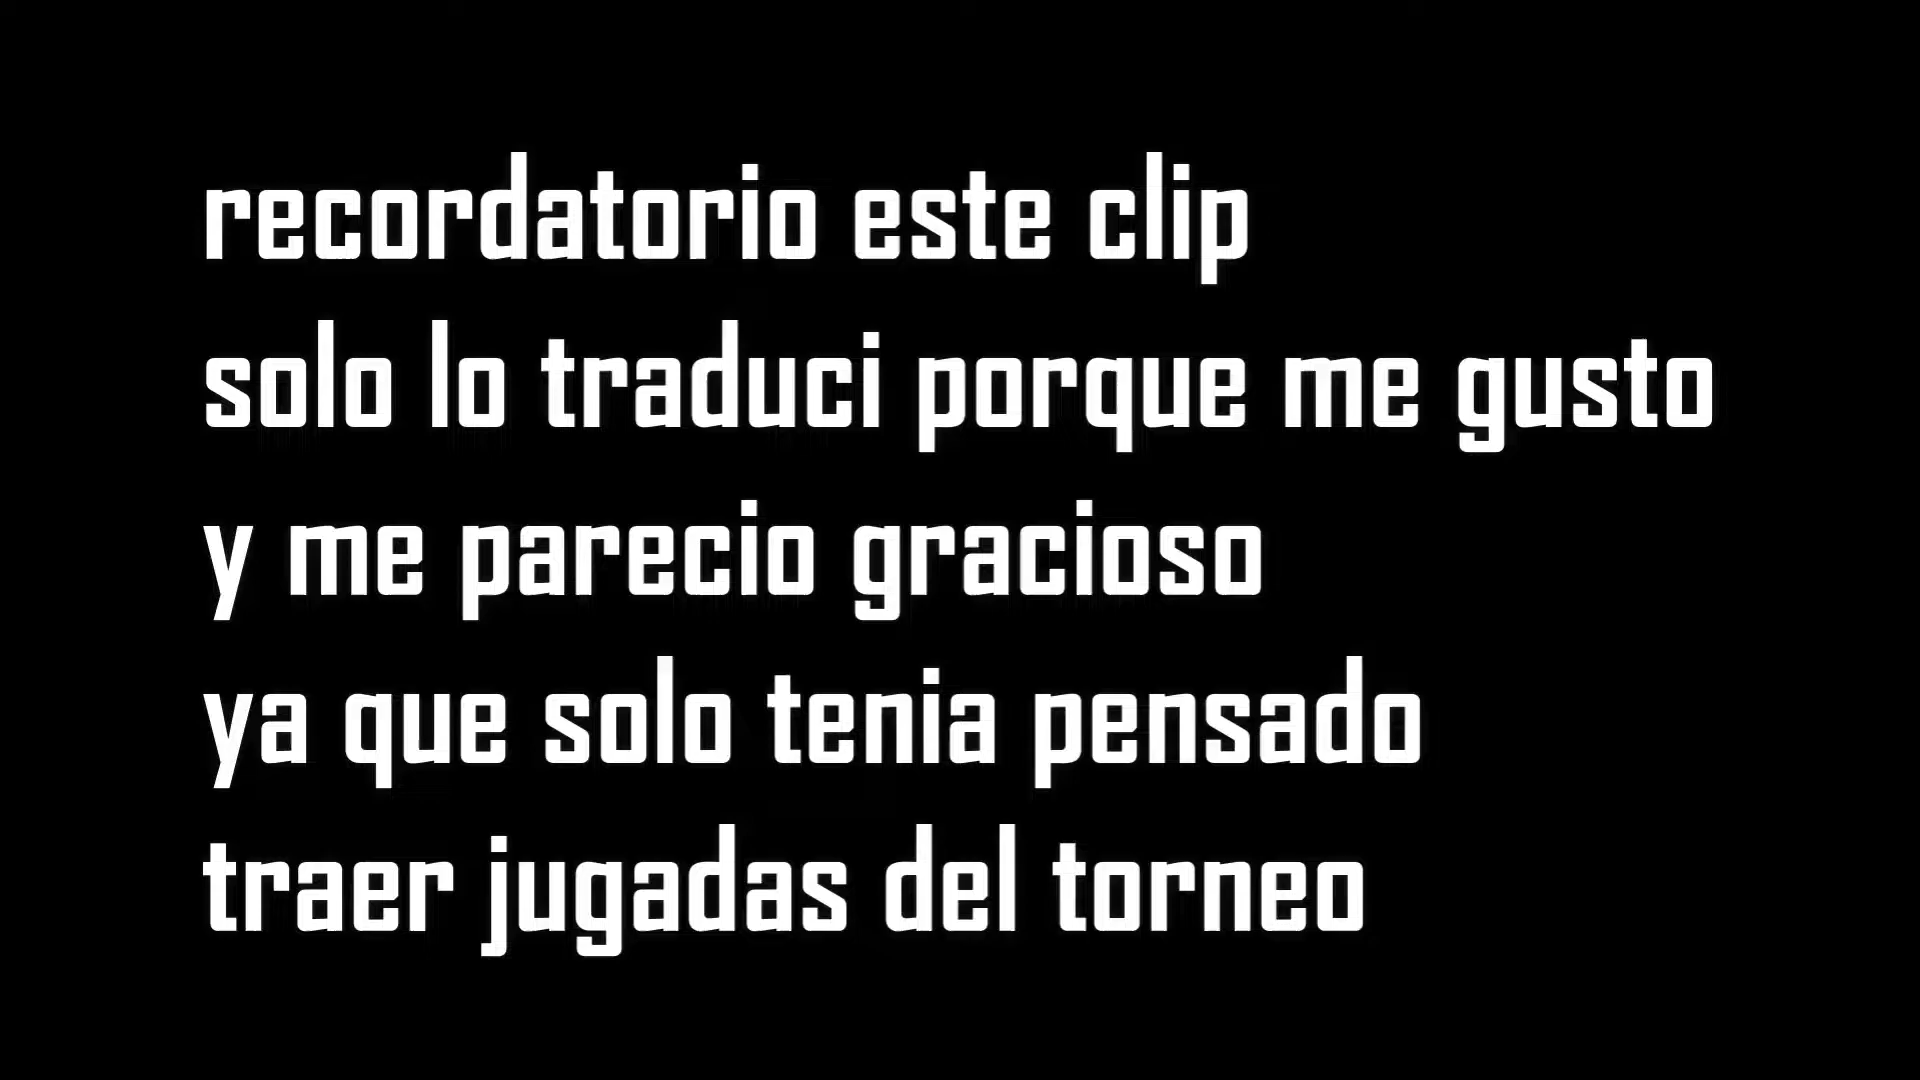 recordatorio este clip
solo lo traduci porque me gusto
y me parecio gracioso
ya que solo tenia pensado
traer jugadas del torneo